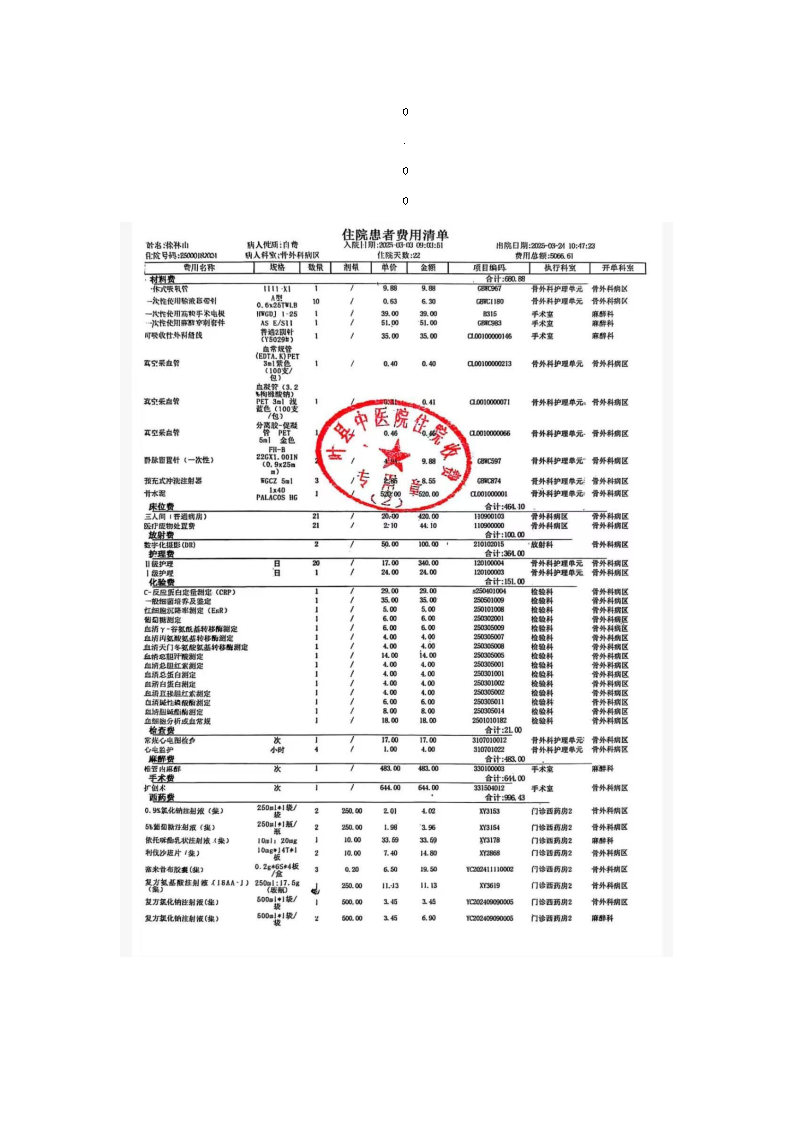 0
.
0
0
住院患者费用清单
姓名:徐林山 病人性质:自费 入院日期:2025-03-03 09:03:51 出院日期:2025-03-24 10:47:23
住院号码: 病人科室:骨外科病区 住院天数:22 费用总额:5066.61
费用名称 规格 数量 剂量 单价 金额 项目编码 执行科室 开单科室
材料费 合计:680.88
一体式吸氧管 1 / 9.88 9.88 GBWC967 骨外科护理单元 骨外科病区
一次性使用输液器带针 A型 0.6x25TWLB 10 / 0.63 6.30 GBWC1180 骨外科护理单元 骨外科病区
一次性使用高频手术电极 HWGDJ 1-25 1 / 39.00 39.00 B315 手术室 麻醉科
一次性使用麻醉穿刺套件 AS E/SII 1 / 51.00 51.00 GBWC983 手术室 麻醉科
可吸收性外科缝线 普通2圆针 (Y5029#) 1 / 35.00 35.00 CL00100000146 手术室 麻醉科
真空采血管 血常规管 (EDTA.K)PET 3ml紫色 (100支/包) 1 / 0.40 0.40 CL00100000213 骨外科护理单元 骨外科病区
真空采血管 血凝管 (3.2%枸橼酸钠) PET 3ml 浅蓝色 (100支/包) 1 / 0.41 0.41 CL0010000071 骨外科护理单元 骨外科病区
真空采血管 分离胶-促凝管 PET 5ml 金色 1 / 0.46 0.46 CL0010000066 骨外科护理单元 骨外科病区
静脉留置针（一次性） FH-B 22GX1.00IN (0.9x25mm) 2 / 9.88 GBWC597 骨外科护理单元 骨外科病区
预充式冲洗注射器 WGCZ 5ml 3 / 2.85 8.55 GBWC874 骨外科护理单元 骨外科病区
骨水泥 1x40 PALACOS HG 1 / 520.00 520.00 CL001000001 骨外科护理单元 骨外科病区
叶县中医院住院收费
专用章
(2)
床位费 合计:464.10
三人间（普通病房） 21 / 20.00 420.00 110900103 骨外科病区 骨外科病区
医疗废物处置费 21 / 2.10 44.10 110900000 骨外科病区 骨外科病区
放射费 合计:100.00
数字化摄影(DR) 2 / 50.00 100.00 210102015 放射科 骨外科病区
护理费 合计:364.00
II级护理 日 20 / 17.00 340.00 120100004 骨外科护理单元 骨外科病区
I级护理 日 1 / 24.00 24.00 120100003 骨外科护理单元 骨外科病区
化验费 合计:151.00
C-反应蛋白定量测定 (CRP) 1 / 29.00 29.00 s250401004 检验科 骨外科病区
一般细菌培养及鉴定 1 / 35.00 35.00 250501009 检验科 骨外科病区
红细胞沉降率测定 (EsR) 1 / 5.00 5.00 250101008 检验科 骨外科病区
葡萄糖测定 1 / 6.00 6.00 250302001 检验科 骨外科病区
血清γ-谷氨酰基转移酶测定 1 / 6.00 6.00 250305009 检验科 骨外科病区
血清丙氨酸氨基转移酶测定 1 / 4.00 4.00 250305007 检验科 骨外科病区
血清天门冬氨酸氨基转移酶测定 1 / 4.00 4.00 250305008 检验科 骨外科病区
血清总胆汁酸测定 1 / 14.00 14.00 250305005 检验科 骨外科病区
血清总胆红素测定 1 / 4.00 4.00 250305001 检验科 骨外科病区
血清总蛋白测定 1 / 4.00 4.00 250301001 检验科 骨外科病区
血清白蛋白测定 1 / 4.00 4.00 250301002 检验科 骨外科病区
血清直接胆红素测定 1 / 4.00 4.00 250305002 检验科 骨外科病区
血清碱性磷酸酶测定 1 / 6.00 6.00 250305011 检验科 骨外科病区
血清胆碱酯酶测定 1 / 8.00 8.00 250305014 检验科 骨外科病区
血细胞分析或血常规 1 / 18.00 18.00 2501010182 检验科 骨外科病区
检查费 合计:21.00
常规心电图检查 次 1 / 17.00 17.00 3107010012 骨外科护理单元 骨外科病区
心电监护 小时 4 / 1.00 4.00 310701022 骨外科护理单元 骨外科病区
麻醉费 合计:483.00
椎管内麻醉 次 1 / 483.00 483.00 330100003 手术室 麻醉科
手术费 合计:644.00
扩创术 次 1 / 644.00 644.00 331504012 手术室 骨外科病区
西药费 合计:996.43
0.9%氯化钠注射液（集） 250ml*1袋/袋 2 250.00 2.01 4.02 XY3153 门诊西药房2 骨外科病区
5%葡萄糖注射液（集） 250ml*1瓶/瓶 2 250.00 1.98 3.96 XY3154 门诊西药房2 骨外科病区
依托咪酯乳状注射液（集） 10ml: 20mg 1 10.00 33.59 33.59 XY3178 门诊西药房2 麻醉科
利伐沙班片（集） 10mg*14T*1板 2 10.00 7.40 14.80 XY2868 门诊西药房2 骨外科病区
塞来昔布胶囊(集) 0.2g*6S*4板/盒 3 0.20 6.50 19.50 YC202411110002 门诊西药房2 骨外科病区
复方氨基酸注射液（18AA-I）（集） 250ml:17.5g (玻瓶) 1 250.00 11.13 11.13 XY3619 门诊西药房2 骨外科病区
复方氯化钠注射液(集) 500ml*1袋/袋 1 500.00 3.45 3.45 YC202409090005 门诊西药房2 骨外科病区
复方氯化钠注射液(集) 500ml*1袋/袋 2 500.00 3.45 6.90 YC202409090005 门诊西药房2 麻醉科